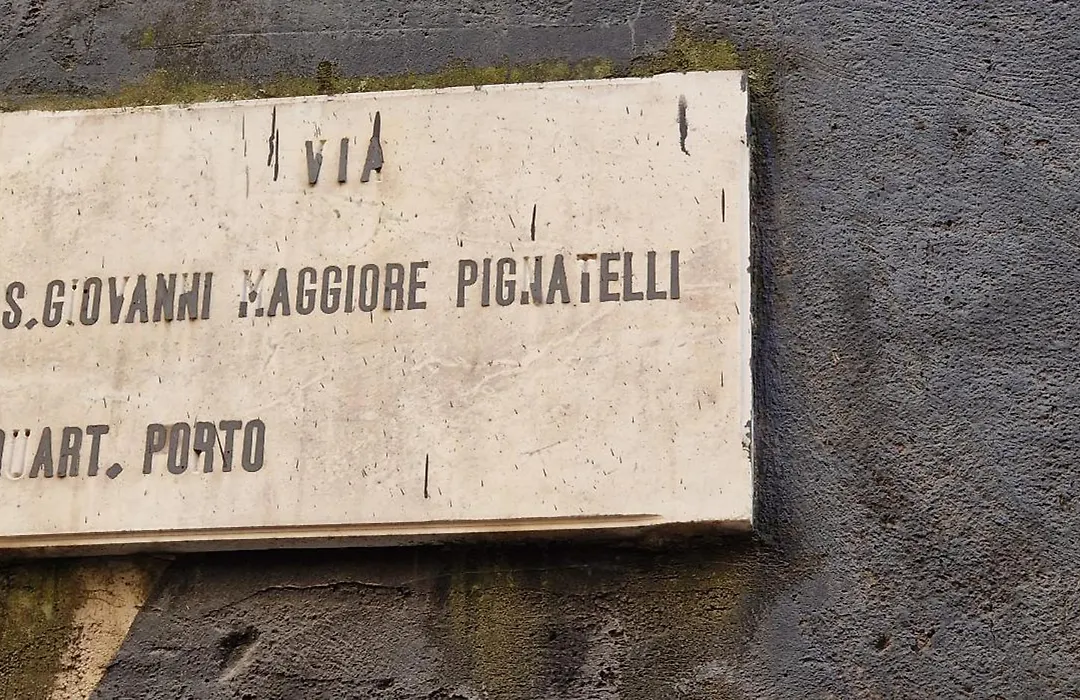 VIA
S. GIOVANNI MAGGIORE PIGNATELLI
QUART. PORTO